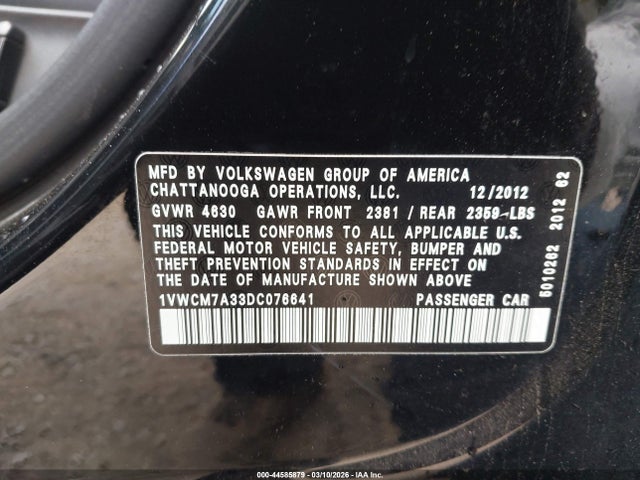 MFD BY VOLKSWAGEN GROUP OF AMERICA
CHATTANOOGA OPERATIONS, LLC. 12/2012
GVWR 4630 GAWR FRONT 2381 / REAR 2359 LBS
THIS VEHICLE CONFORMS TO ALL APPLICABLE U.S.
FEDERAL MOTOR VEHICLE SAFETY, BUMPER AND
THEFT PREVENTION STANDARDS IN EFFECT ON
THE DATE OF MANUFACTURE SHOWN ABOVE
1VWCM7A33DC076641 PASSENGER CAR
5010262 2012 62
000-44585879 - 03/10/2026 - IAA Inc.